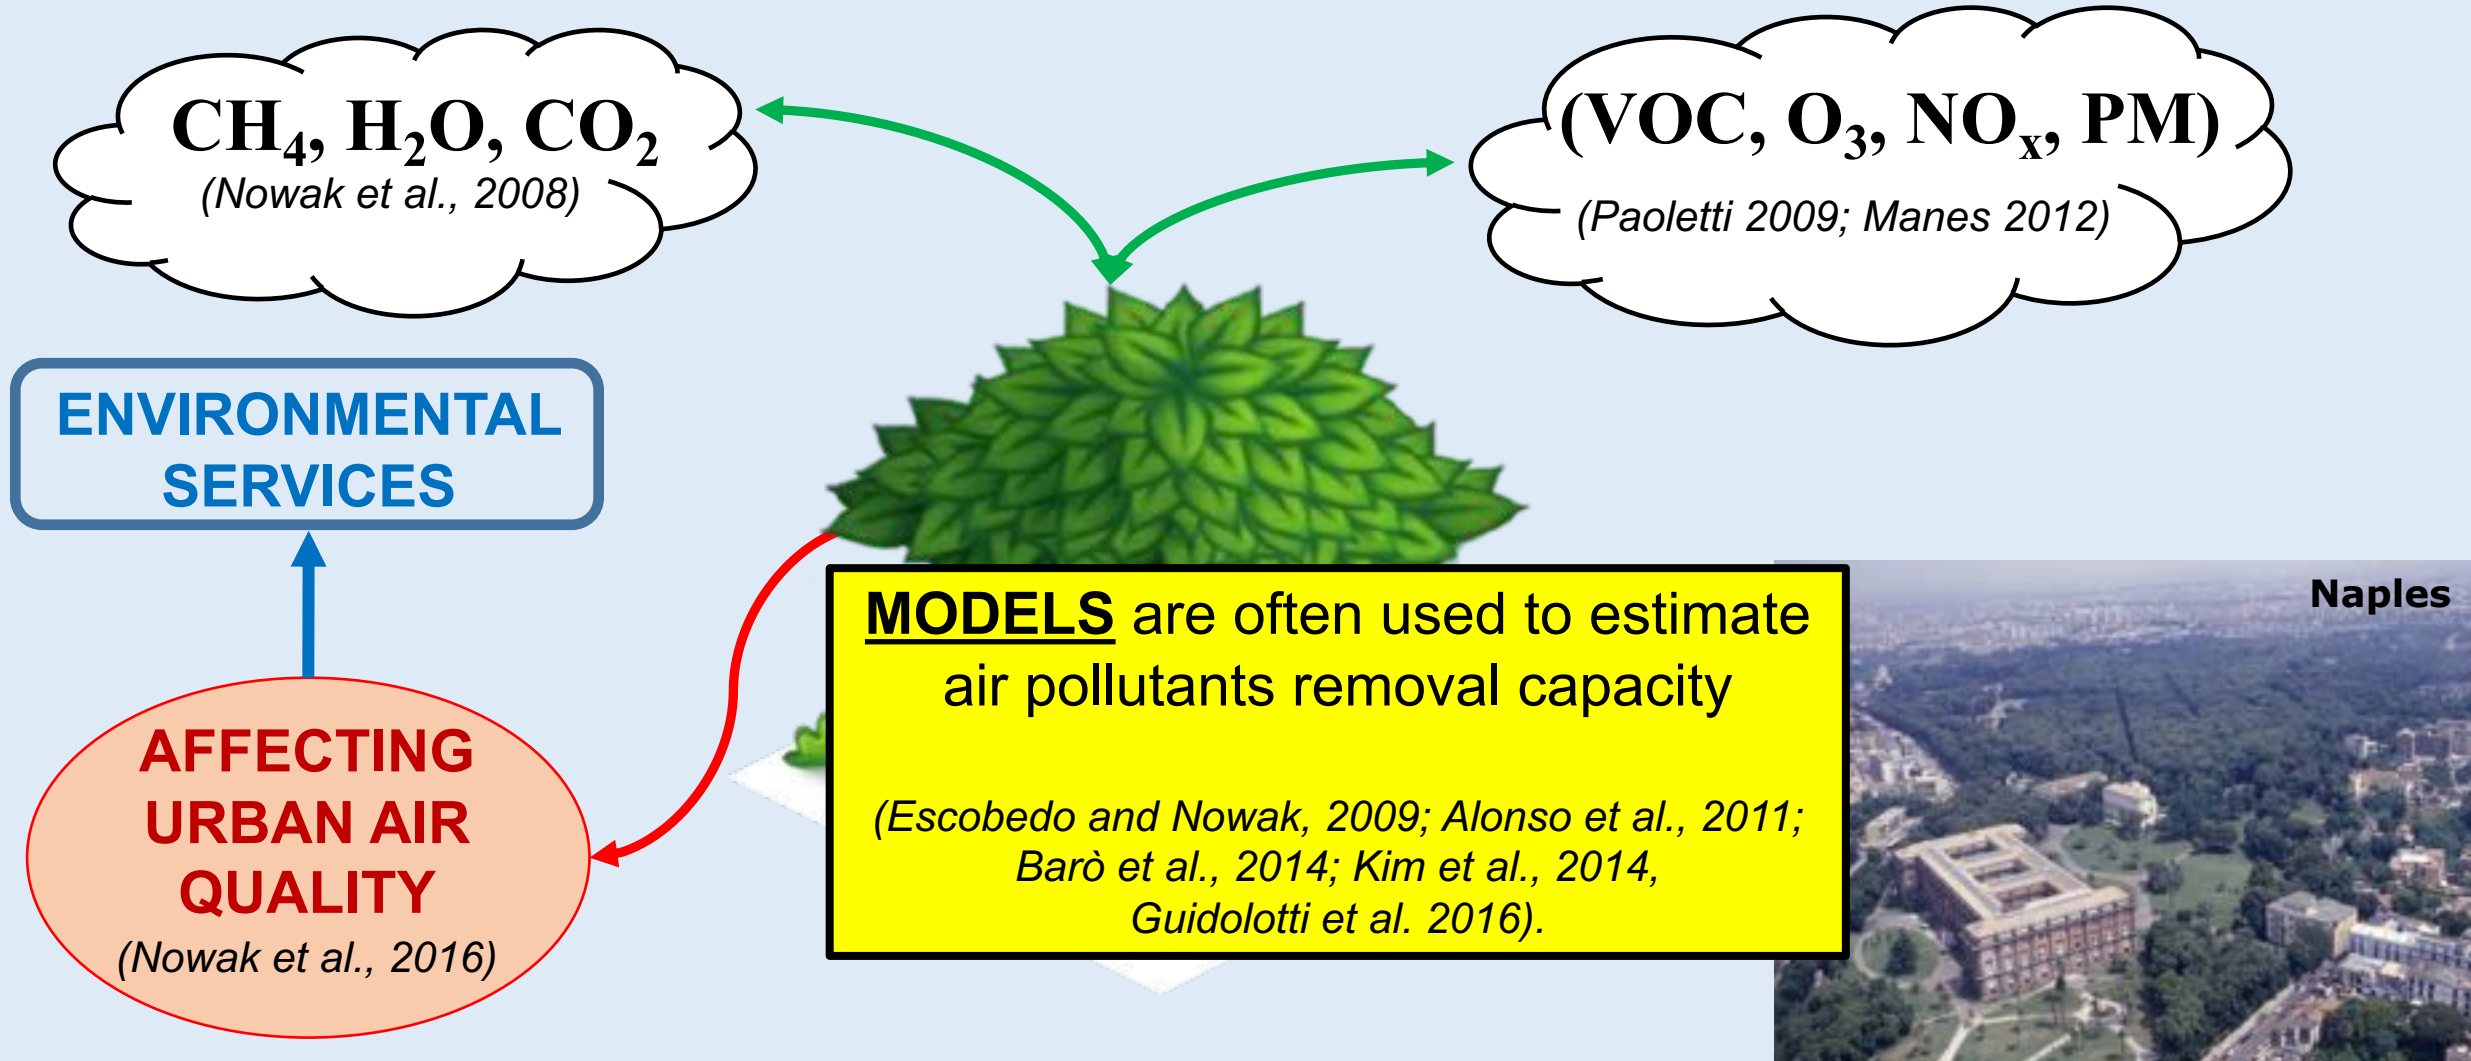 CH₄, H₂O, CO₂
(Nowak et al., 2008)
(VOC, O₃, NOₓ, PM)
(Paoletti 2009; Manes 2012)
ENVIRONMENTAL
SERVICES
AFFECTING
URBAN AIR
QUALITY
(Nowak et al., 2016)
MODELS are often used to estimate
air pollutants removal capacity
(Escobedo and Nowak, 2009; Alonso et al., 2011;
Barò et al., 2014; Kim et al., 2014,
Guidolotti et al. 2016).
Naples